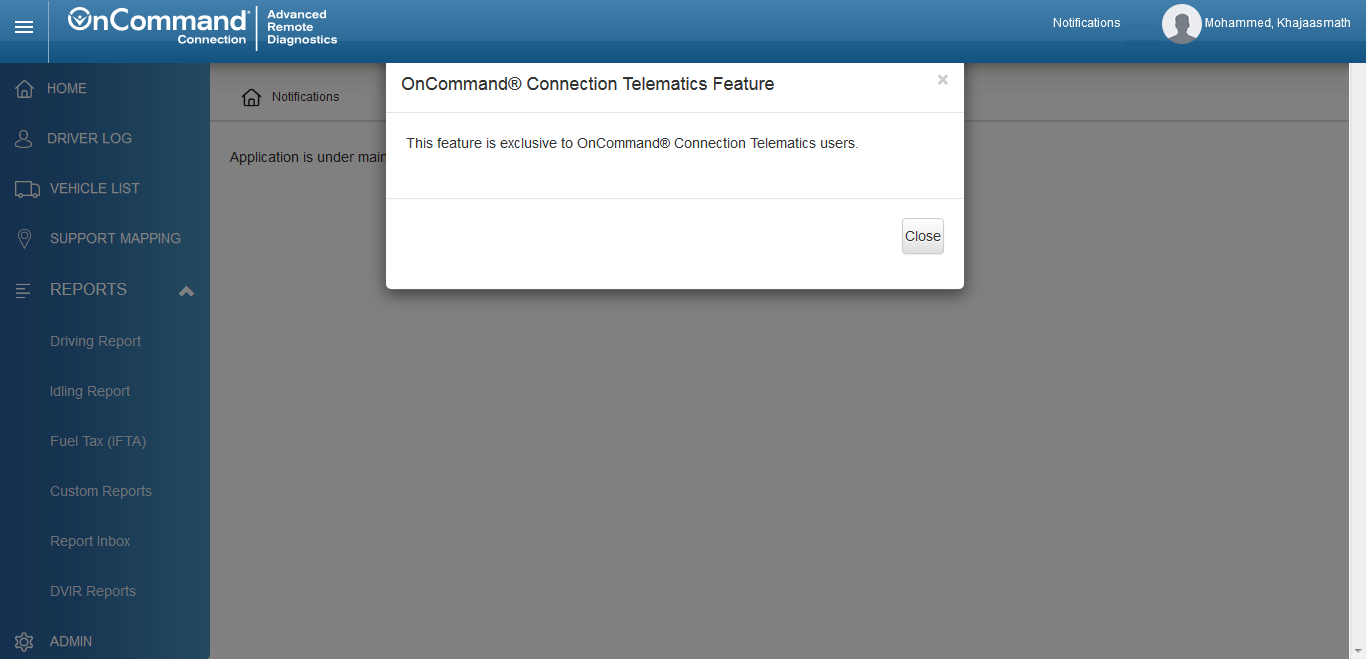 OnCommand®
Connection
Advanced
Remote
Diagnostics
Notifications
Mohammed, Khajaasmath
HOME
DRIVER LOG
VEHICLE LIST
SUPPORT MAPPING
REPORTS
Driving Report
Idling Report
Fuel Tax (IFTA)
Custom Reports
Report Inbox
DVIR Reports
ADMIN
Notifications
Application is under main
OnCommand® Connection Telematics Feature
×
This feature is exclusive to OnCommand® Connection Telematics users.
Close